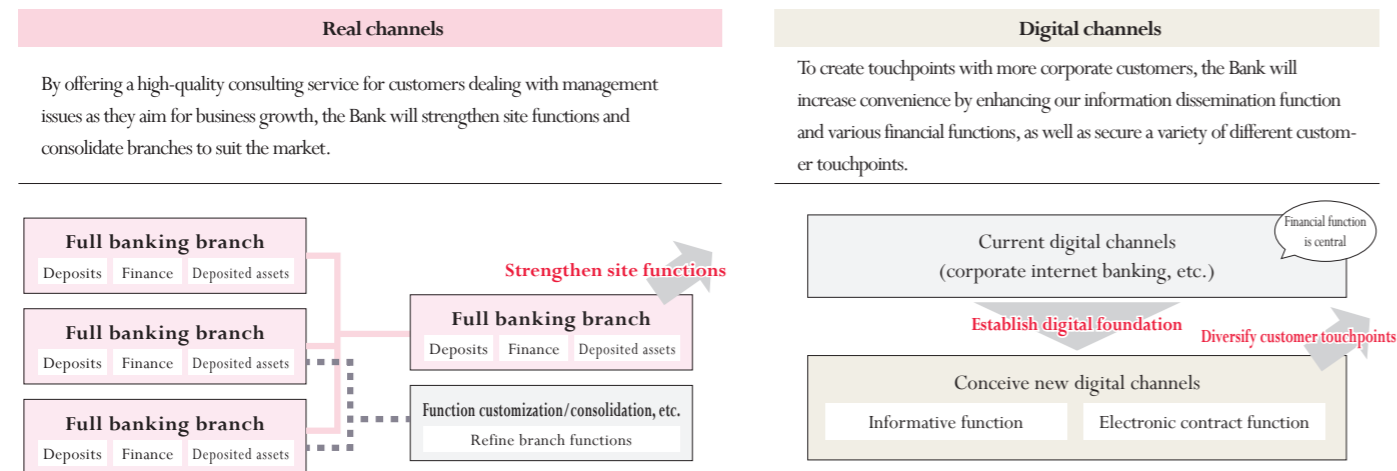 Real channels
By offering a high-quality consulting service for customers dealing with management
issues as they aim for business growth, the Bank will strengthen site functions and
consolidate branches to suit the market.
Full banking branch
Deposits Finance Deposited assets
Full banking branch
Deposits Finance Deposited assets
Full banking branch
Deposits Finance Deposited assets
Strengthen site functions
Full banking branch
Deposits Finance Deposited assets
Function customization/consolidation, etc.
Refine branch functions
Digital channels
To create touchpoints with more corporate customers, the Bank will
increase convenience by enhancing our information dissemination function
and various financial functions, as well as secure a variety of different custom-
er touchpoints.
Financial function
is central
Current digital channels
(corporate internet banking, etc.)
Establish digital foundation
Diversify customer touchpoints
Conceive new digital channels
Informative function Electronic contract function